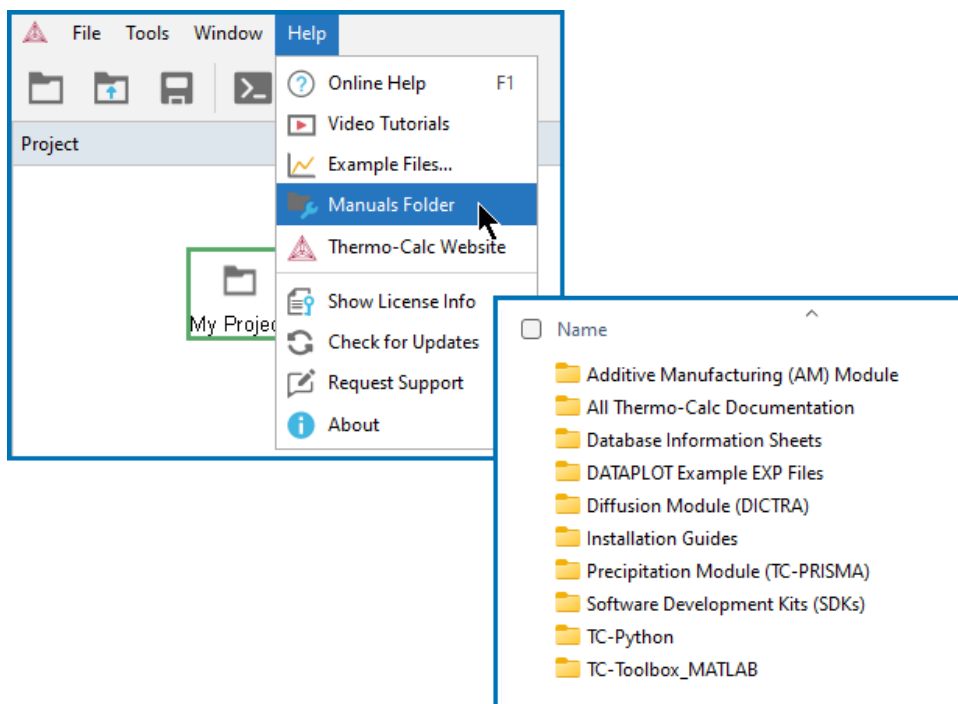 File Tools Window Help
Online Help F1
Video Tutorials
Project
Example Files...
Manuals Folder
Thermo-Calc Website
My Projec
Show License Info
Check for Updates
Request Support
About
Name
Additive Manufacturing (AM) Module
All Thermo-Calc Documentation
Database Information Sheets
DATAPLOT Example EXP Files
Diffusion Module (DICTRA)
Installation Guides
Precipitation Module (TC-PRISMA)
Software Development Kits (SDKs)
TC-Python
TC-Toolbox_MATLAB